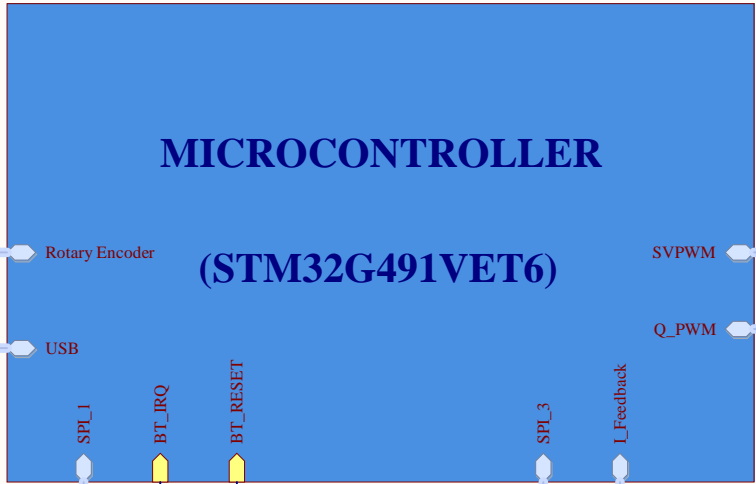 MICROCONTROLLER
(STM32G491VET6)
Rotary Encoder
SVPWM
USB
Q_PWM
SPI_1
BT_IRQ
BT_RESET
SPI_3
I_Feedback